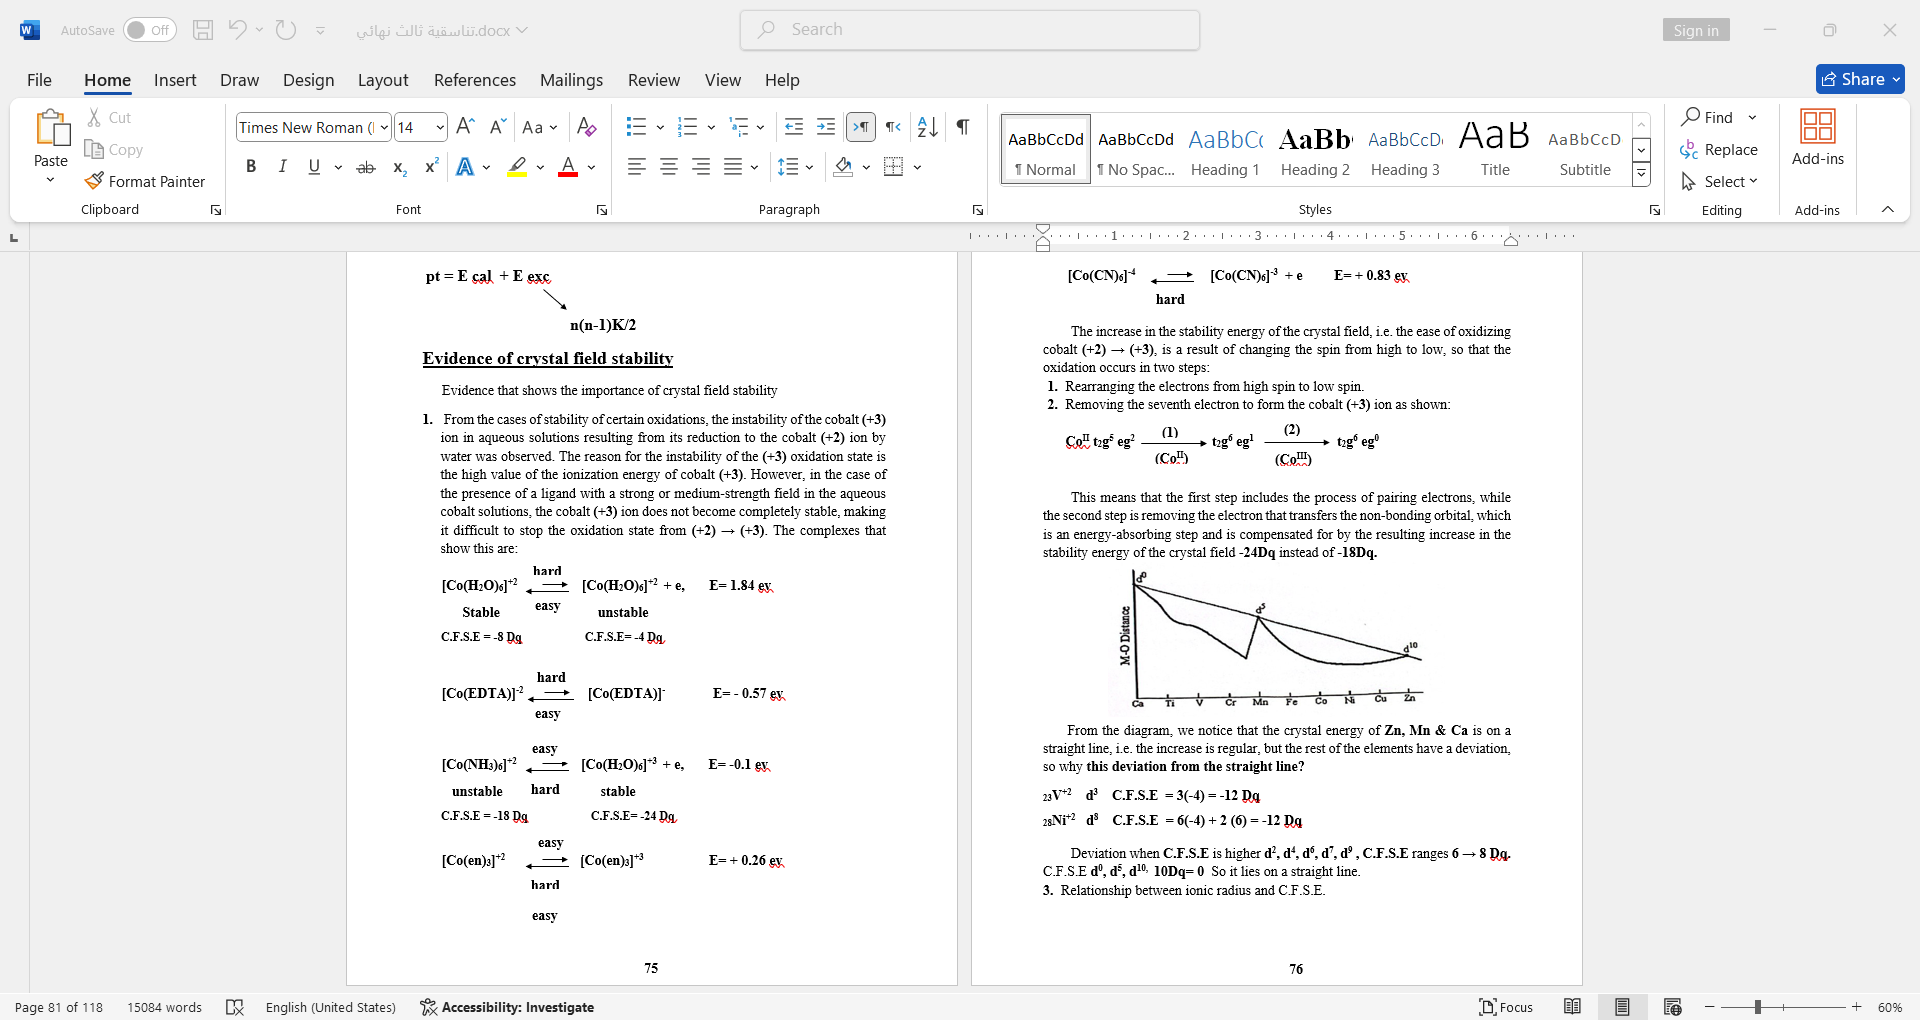 AutoSave Off تناسقية ثالث نهائي.docx Search Sign in
File Home Insert Draw Design Layout References Mailings Review View Help Share
Paste Cut Copy Format Painter Clipboard
Times New Roman ( 14 Aa
B I U ab x₂ x² A A
Font
Paragraph
AaBbCcDd AaBbCcDd AaBbCc AaBb AaBbCcD AaB AaBbCcD
¶ Normal ¶ No Spac... Heading 1 Heading 2 Heading 3 Title Subtitle
Styles
Find Replace Select Editing
Add-ins Add-ins
1 2 3 4 5 6
pt = E cal + E exc
n(n-1)K/2
Evidence of crystal field stability
Evidence that shows the importance of crystal field stability
1. From the cases of stability of certain oxidations, the instability of the cobalt (+3)
ion in aqueous solutions resulting from its reduction to the cobalt (+2) ion by
water was observed. The reason for the instability of the (+3) oxidation state is
the high value of the ionization energy of cobalt (+3). However, in the case of
the presence of a ligand with a strong or medium-strength field in the aqueous
cobalt solutions, the cobalt (+3) ion does not become completely stable, making
it difficult to stop the oxidation state from (+2) → (+3). The complexes that
show this are:
hard
[Co(H₂O)₆]⁺² [Co(H₂O)₆]⁺² + e, E= 1.84 ev
easy
Stable unstable
C.F.S.E = -8 Dq C.F.S.E= -4 Dq
hard
[Co(EDTA)]⁻² [Co(EDTA)]⁻ E= - 0.57 ev
easy
easy
[Co(NH₃)₆]⁺² [Co(H₂O)₆]⁺³ + e, E= -0.1 ev
unstable hard stable
C.F.S.E = -18 Dq C.F.S.E= -24 Dq
easy
[Co(en)₃]⁺² [Co(en)₃]⁺³ E= + 0.26 ev
hard
easy
75
[Co(CN)₆]⁻⁴ [Co(CN)₆]⁻³ + e E= + 0.83 ev
hard
The increase in the stability energy of the crystal field, i.e. the ease of oxidizing
cobalt (+2) → (+3), is a result of changing the spin from high to low, so that the
oxidation occurs in two steps:
1. Rearranging the electrons from high spin to low spin.
2. Removing the seventh electron to form the cobalt (+3) ion as shown:
Coᴵᴵ t₂g⁵ eg² (1) t₂g⁶ eg¹ (2) t₂g⁶ eg⁰
(Coᴵᴵ) (Coᴵᴵᴵ)
This means that the first step includes the process of pairing electrons, while
the second step is removing the electron that transfers the non-bonding orbital, which
is an energy-absorbing step and is compensated for by the resulting increase in the
stability energy of the crystal field -24Dq instead of -18Dq.
d⁰ d⁵ d¹⁰
M-O Distance
Ca Ti V Cr Mn Fe Co Ni Cu Zn
From the diagram, we notice that the crystal energy of Zn, Mn & Ca is on a
straight line, i.e. the increase is regular, but the rest of the elements have a deviation,
so why this deviation from the straight line?
₂₃V⁺² d³ C.F.S.E = 3(-4) = -12 Dq
₂₈Ni⁺² d⁸ C.F.S.E = 6(-4) + 2 (6) = -12 Dq
Deviation when C.F.S.E is higher d², d⁴, d⁶, d⁷, d⁹ , C.F.S.E ranges 6 → 8 Dq.
C.F.S.E d⁰, d⁵, d¹⁰, 10Dq= 0 So it lies on a straight line.
3. Relationship between ionic radius and C.F.S.E.
76
Page 81 of 118 15084 words English (United States) Accessibility: Investigate Focus 60%